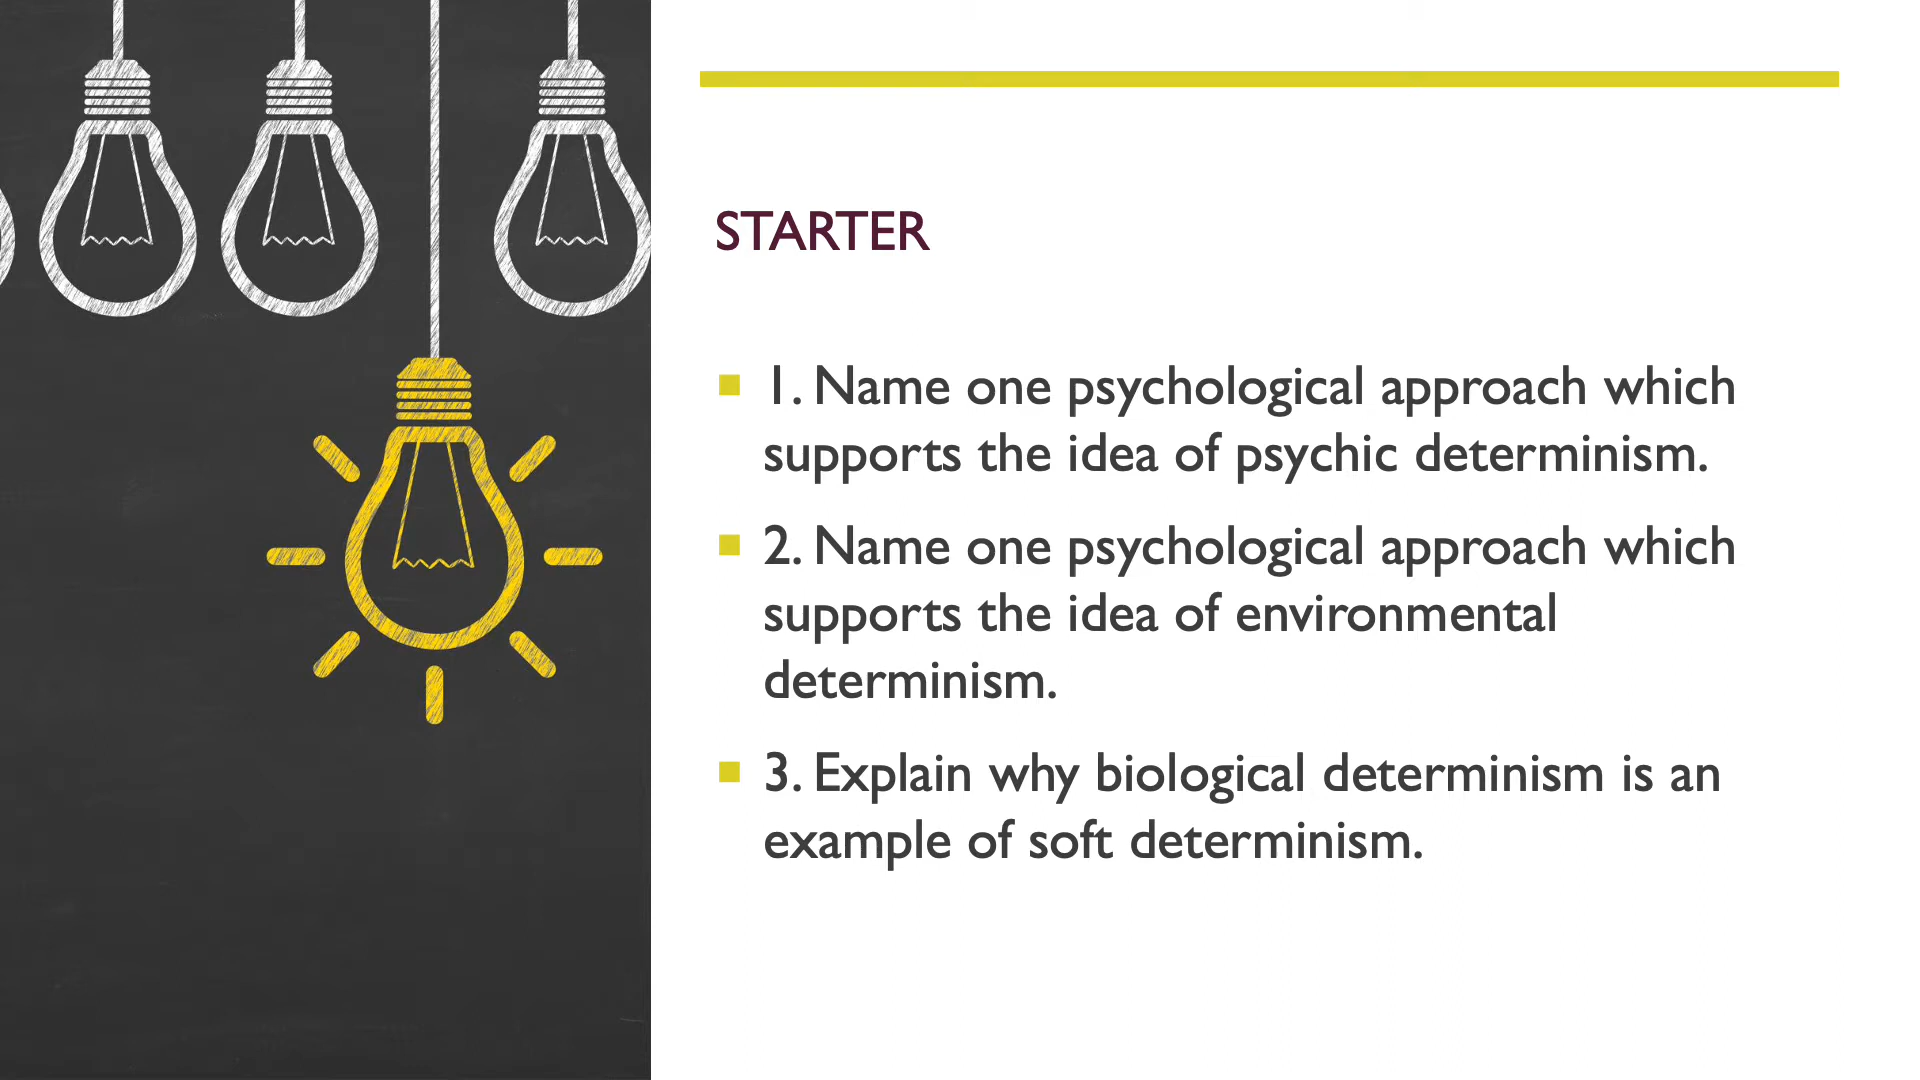 STARTER
1. Name one psychological approach which
supports the idea of psychic determinism.
2. Name one psychological approach which
supports the idea of environmental
determinism.
3. Explain why biological determinism is an
example of soft determinism.